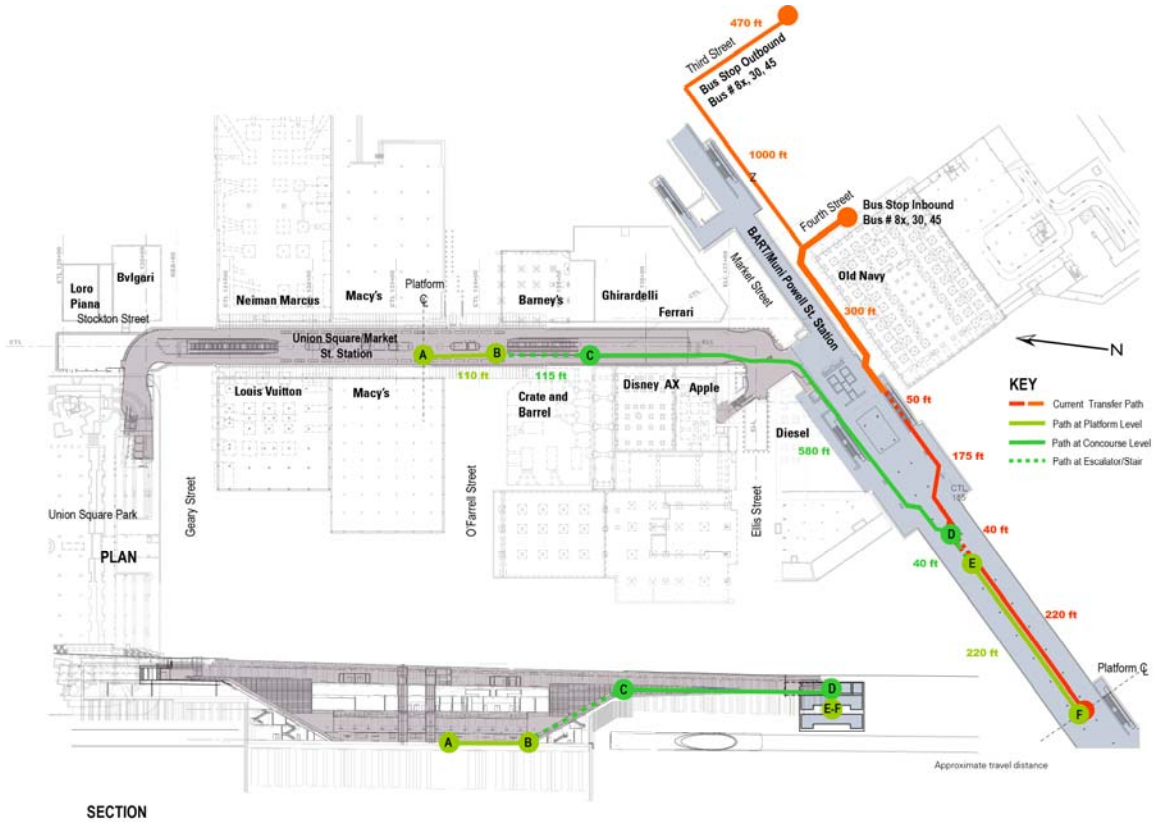 470 ft
Third Street
Bus Stop Outbound
Bus # 8x, 30, 45
1000 ft
Z
Fourth Street
Bus Stop Inbound
Bus # 8x, 30, 45
BART/Muni Powell St. Station
Market Street
Old Navy
300 ft
N
Loro
Piana
Bvlgari
Stockton Street
Neiman Marcus
Macy's
Platform
Barney's
Ghirardelli
Ferrari
Union Square/Market
St. Station
A
B
C
110 ft
115 ft
Louis Vuitton
Macy's
Crate and
Barrel
Disney AX
Apple
Diesel
580 ft
50 ft
175 ft
CTL
185
KEY
Current Transfer Path
Path at Platform Level
Path at Concourse Level
Path at Escalator/Stair
Union Square Park
PLAN
Geary Street
O'Farrell Street
Ellis Street
D
40 ft
40 ft
E
220 ft
220 ft
Platform
F
C
D
E-F
A
B
Approximate travel distance
SECTION